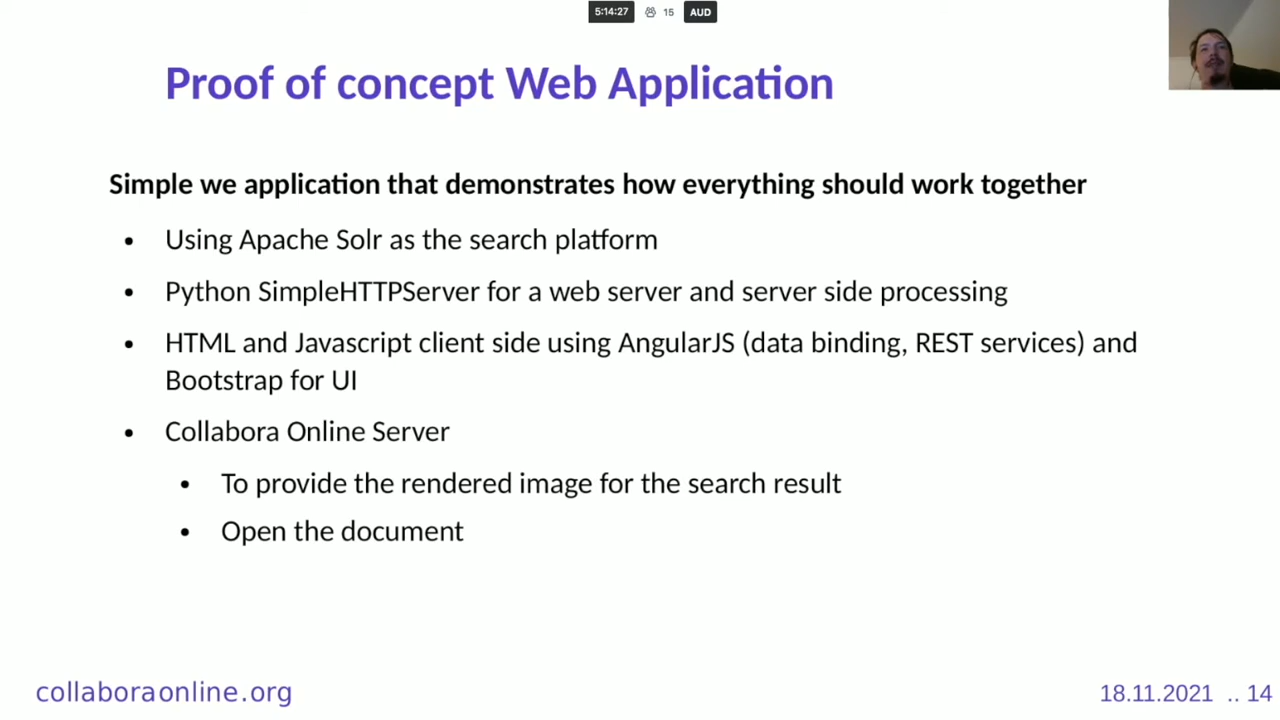 5:14:27 15 AUD
Proof of concept Web Application
Simple we application that demonstrates how everything should work together
• Using Apache Solr as the search platform
• Python SimpleHTTPServer for a web server and server side processing
• HTML and Javascript client side using AngularJS (data binding, REST services) and
Bootstrap for UI
• Collabora Online Server
• To provide the rendered image for the search result
• Open the document
collaboraonline.org
18.11.2021 .. 14